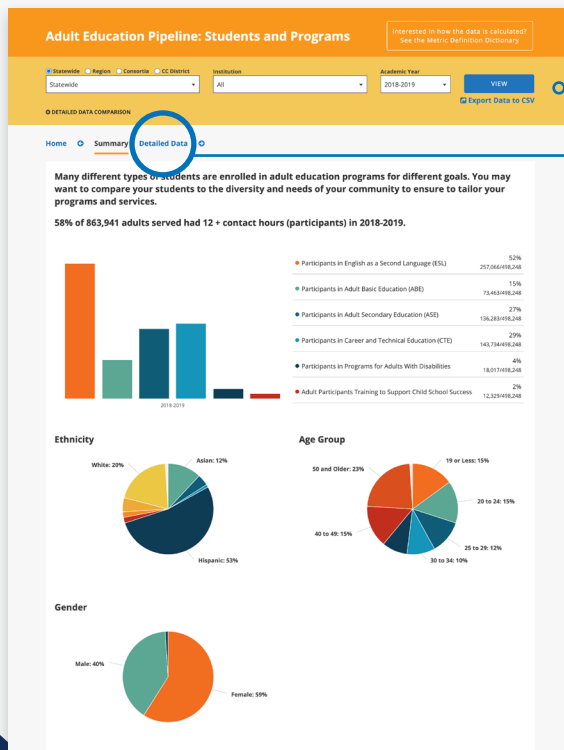 Adult Education Pipeline: Students and Programs
Interested in how the data is calculated?
See the Metric Definition Dictionary
Statewide Region Consortia CC District
Institution
Academic Year
Statewide
All
2018-2019
VIEW
Export Data to CSV
DETAILED DATA COMPARISON
Home Summary Detailed Data
Many different types of students are enrolled in adult education programs for different goals. You may
want to compare your students to the diversity and needs of your community to ensure to tailor your
programs and services.
58% of 863,941 adults served had 12 + contact hours (participants) in 2018-2019.
Participants in English as a Second Language (ESL) 52%
257,066/498,248
Participants in Adult Basic Education (ABE) 15%
73,463/498,248
Participants in Adult Secondary Education (ASE) 27%
136,283/498,248
Participants in Career and Technical Education (CTE) 29%
143,734/498,248
Participants in Programs for Adults With Disabilities 4%
18,017/498,248
Adult Participants Training to Support Child School Success 2%
12,329/498,248
2018-2019
Ethnicity
White: 20%
Asian: 12%
Hispanic: 53%
Age Group
50 and Older: 23%
19 or Less: 15%
20 to 24: 15%
40 to 49: 15%
25 to 29: 12%
30 to 34: 10%
Gender
Male: 40%
Female: 59%